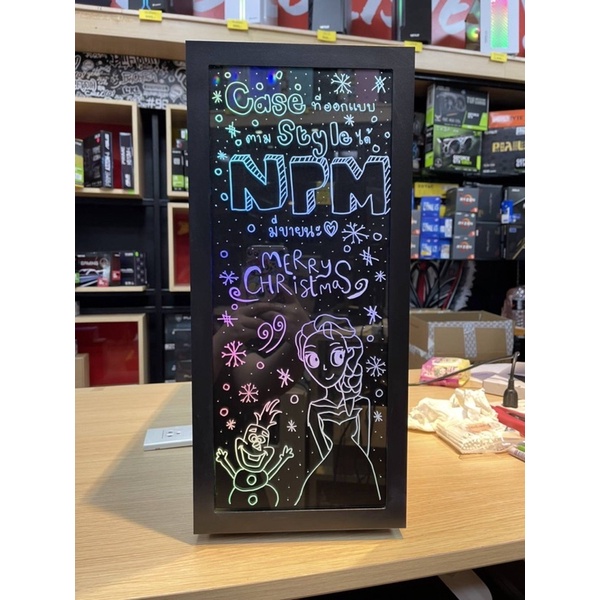 Case ที่ออกแบบ
ตาม Style ได้
NPM
มีขายนะ
MERRY
CHRISTMAS